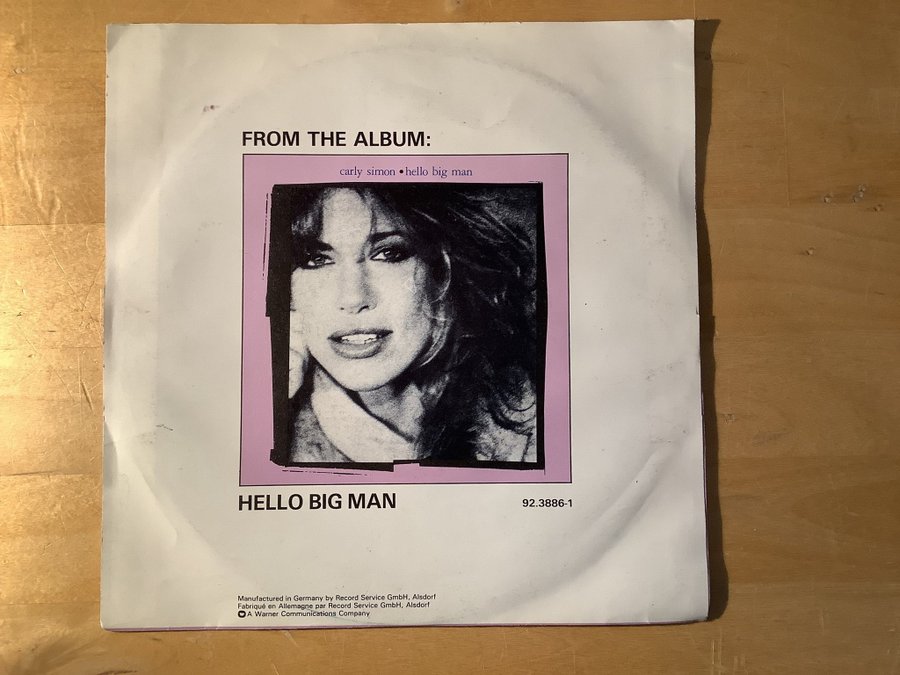 FROM THE ALBUM:
carly simon • hello big man
HELLO BIG MAN
92.3886-1
Manufactured in Germany by Record Service GmbH, Alsdorf
Fabriqué en Allemagne par Record Service GmbH, Alsdorf
A Warner Communications Company